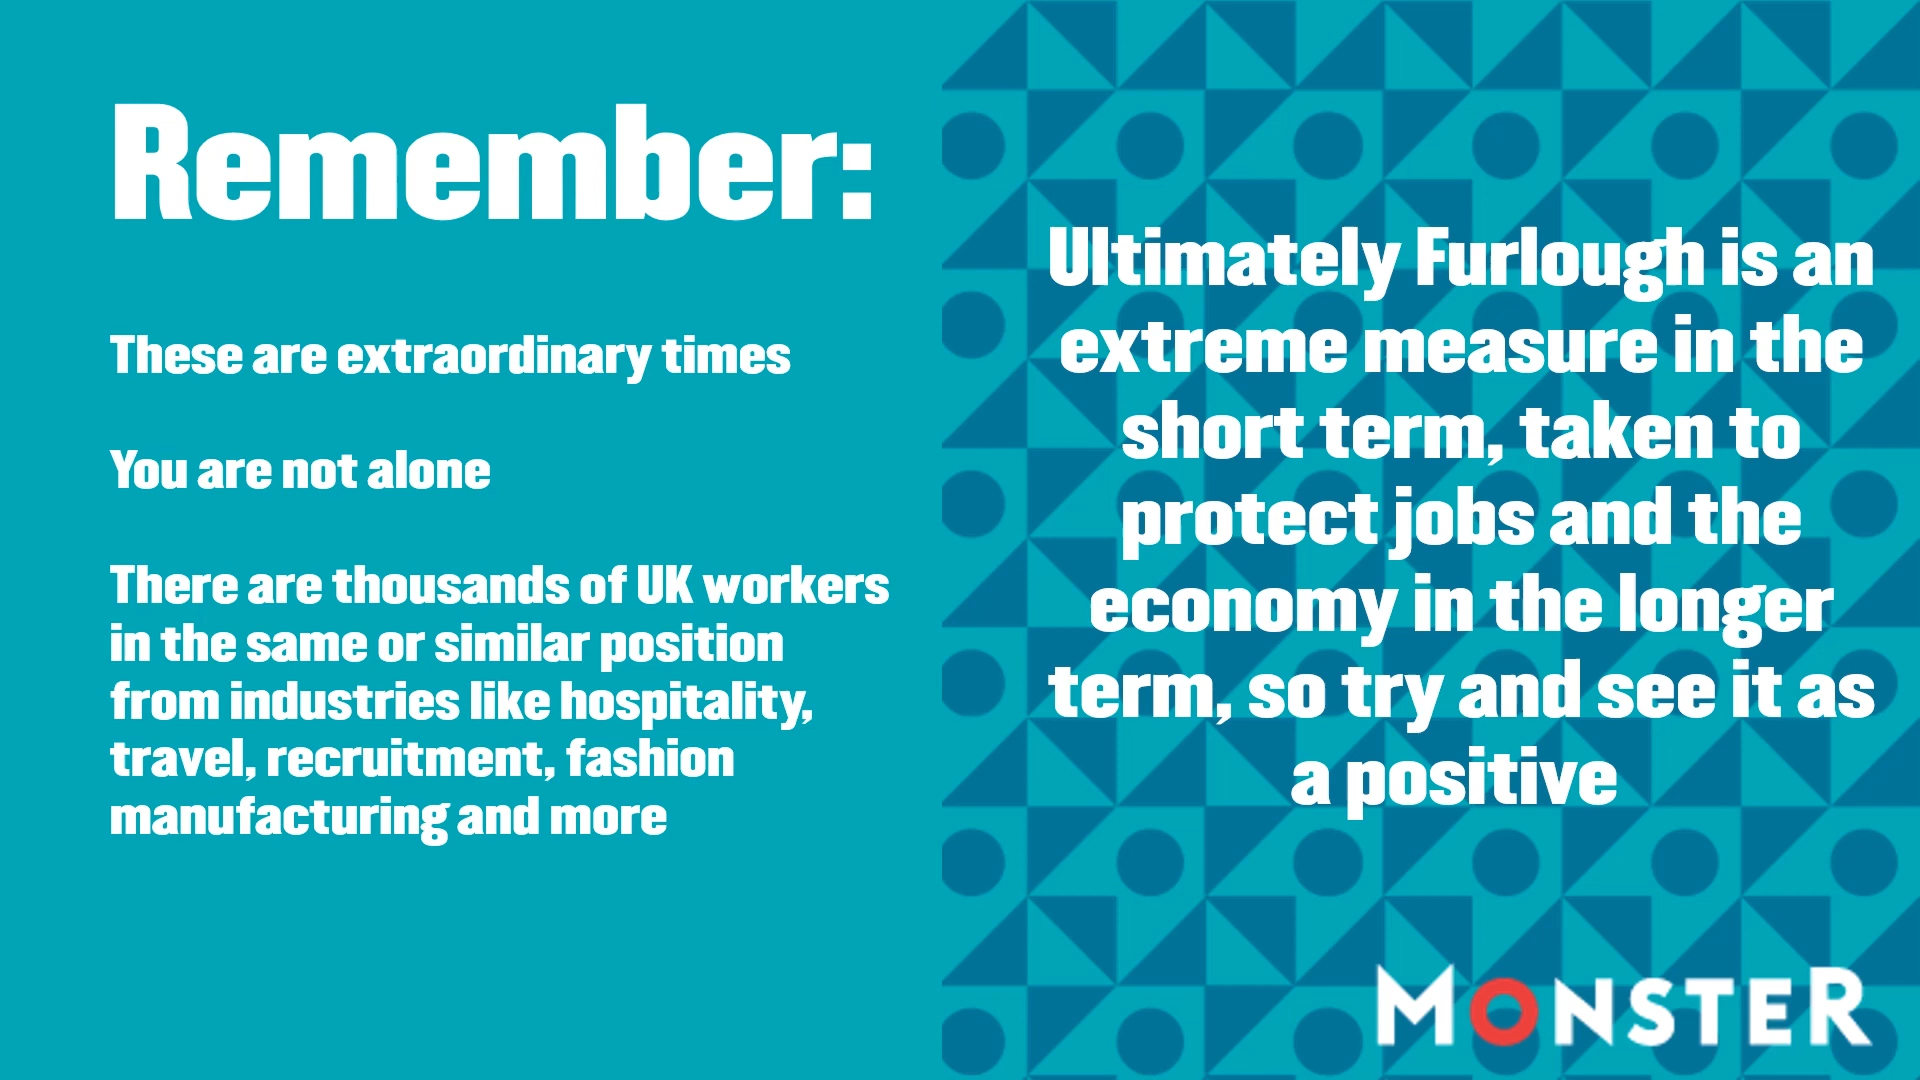 Remember:
These are extraordinary times
You are not alone
There are thousands of UK workers
in the same or similar position
from industries like hospitality,
travel, recruitment, fashion
manufacturing and more
Ultimately Furlough is an
extreme measure in the
short term, taken to
protect jobs and the
economy in the longer
term, so try and see it as
a positive
MONSTER